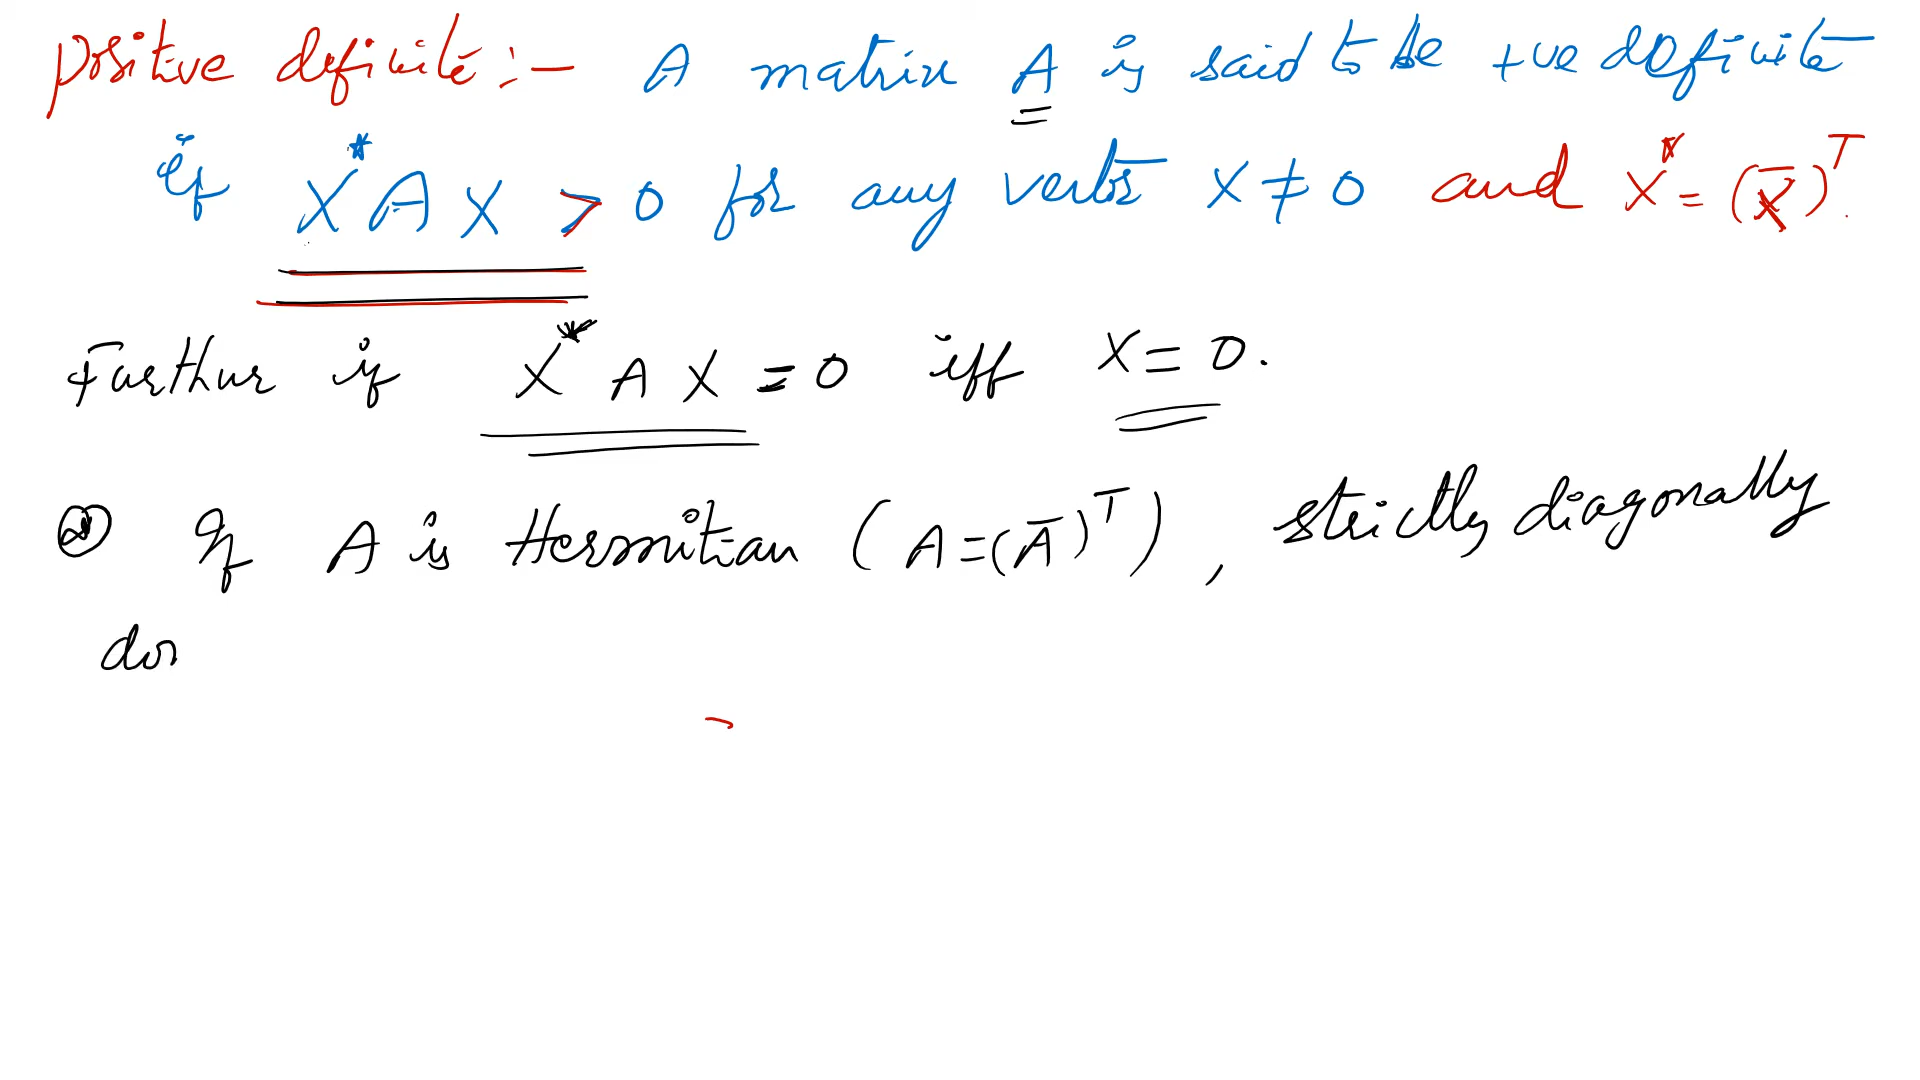 Positive definite :- A matrix A is said to be +ve definite
if X* A X > 0 for any vector X ≠ 0 and X* = (X̄)ᵀ.
Further if X* A X = 0 iff X = 0.
If A is Hermitian (A = (Ā)ᵀ), strictly diagonally
dom